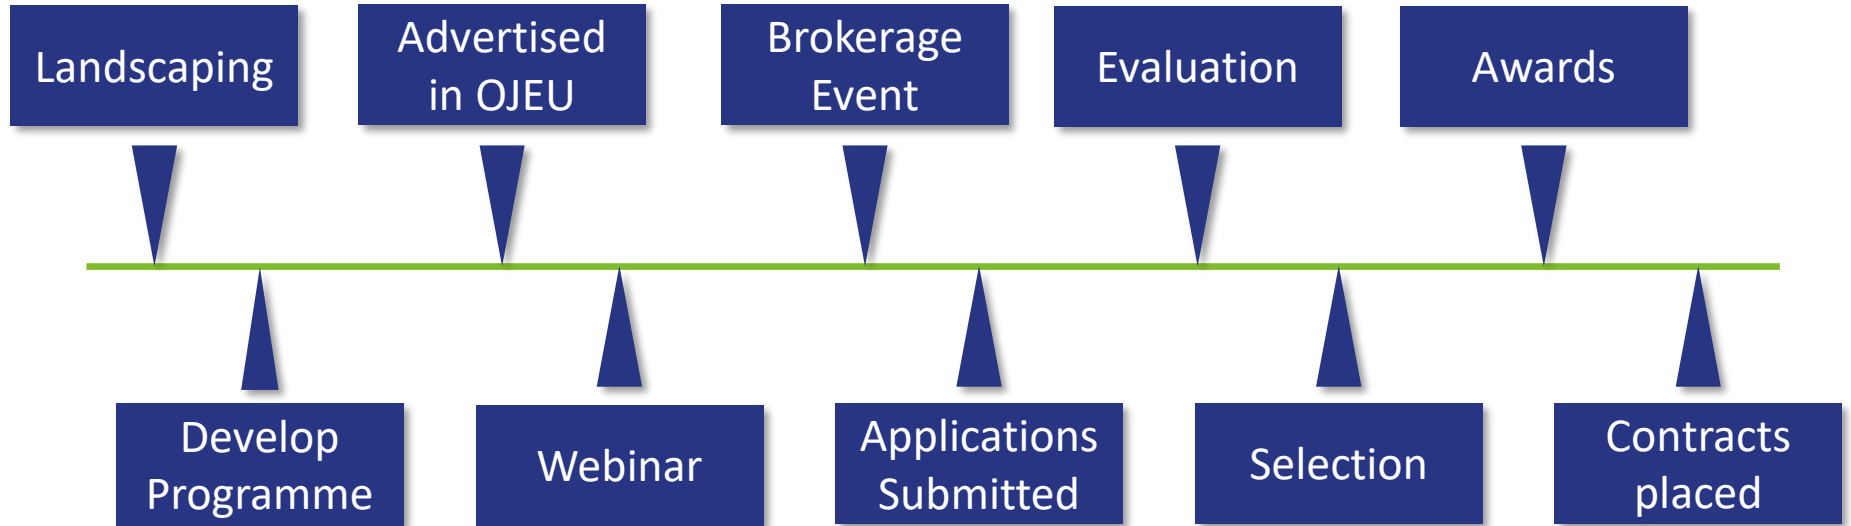 Landscaping
Advertised
in OJEU
Brokerage
Event
Evaluation
Awards
Develop
Programme
Webinar
Applications
Submitted
Selection
Contracts
placed